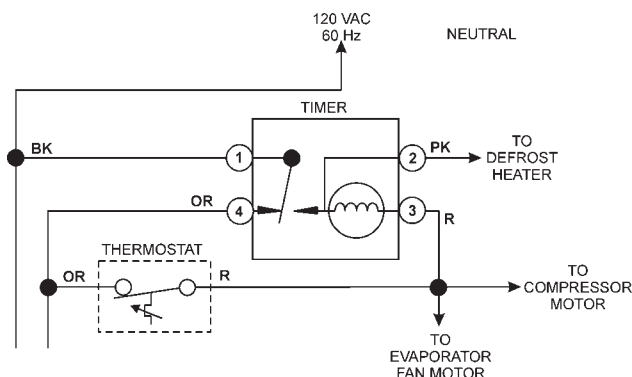 120 VAC
60 Hz
NEUTRAL
TIMER
BK
1
2
PK
TO
DEFROST
HEATER
OR
4
3
R
THERMOSTAT
OR
R
TO
COMPRESSOR
MOTOR
TO
EVAPORATOR
FAN MOTOR